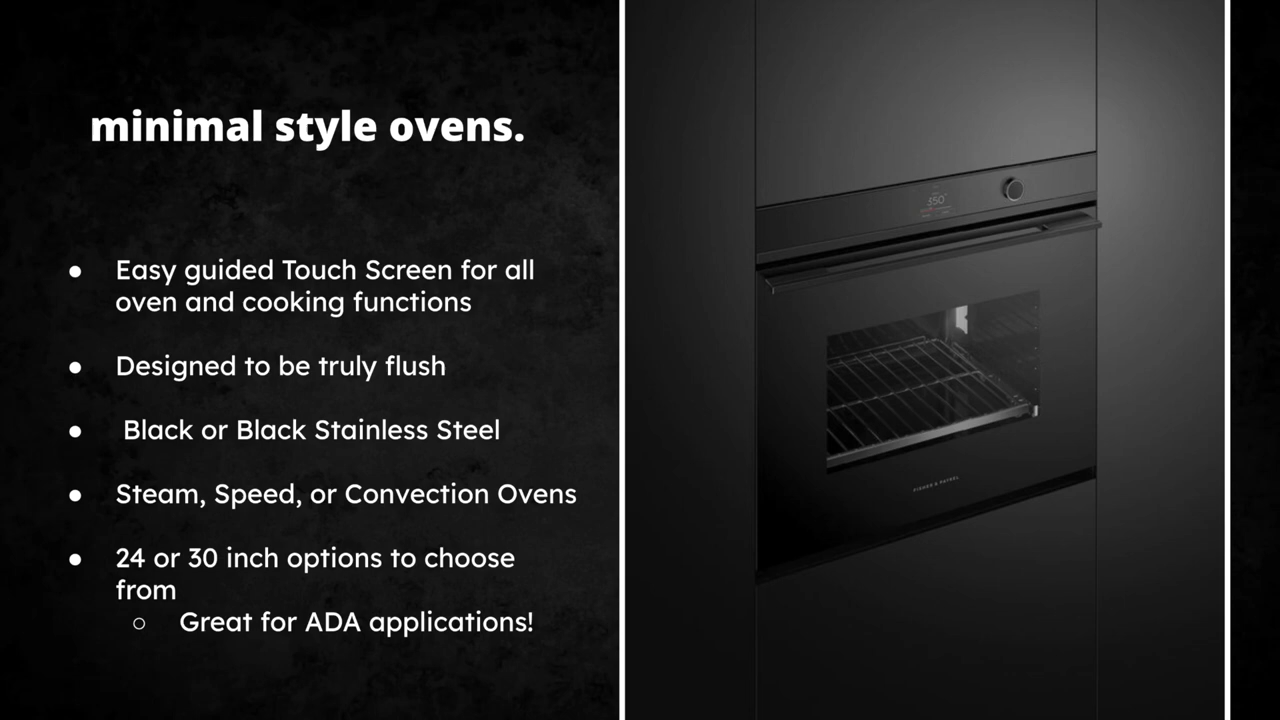 minimal style ovens.
● Easy guided Touch Screen for all
oven and cooking functions
● Designed to be truly flush
● Black or Black Stainless Steel
● Steam, Speed, or Convection Ovens
● 24 or 30 inch options to choose
from
○ Great for ADA applications!
350°
FISHER & PAYKEL